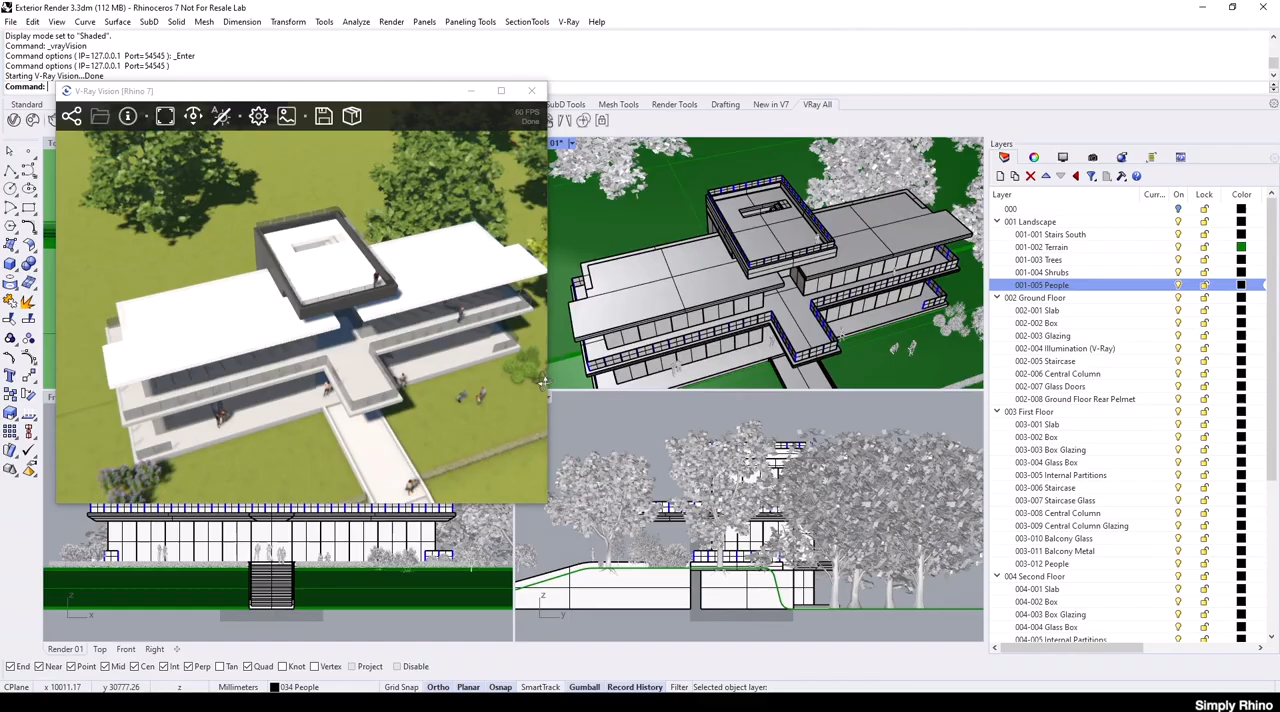 Exterior Render 3.3dm (112 MB) - Rhinoceros 7 Not For Resale Lab
File Edit View Curve Surface SubD Solid Mesh Dimension Transform Tools Analyze Render Panels Paneling Tools SectionTools V-Ray Help
Display mode set to "Shaded".
Command: _vrayVision
Command options ( IP=127.0.0.1 Port=54545 ): _Enter
Command options ( IP=127.0.0.1 Port=54545 )
Starting V-Ray Vision...Done
Command:
V-Ray Vision [Rhino 7]
Standard
SubD Tools Mesh Tools Render Tools Drafting New in V7 V-Ray All
60 FPS
Done
01*
Layers
Layer Curr... On Lock Color
000
001 Landscape
001-001 Stairs South
001-002 Terrain
001-003 Trees
001-004 Shrubs
001-005 People
002 Ground Floor
002-001 Slab
002-002 Box
002-003 Glazing
002-004 Illumination (V-Ray)
002-005 Staircase
002-006 Central Column
002-007 Glass Doors
002-008 Ground Floor Rear Pelmet
003 First Floor
003-001 Slab
003-002 Box
003-003 Box Glazing
003-004 Glass Box
003-005 Internal Partitions
003-006 Staircase
003-007 Staircase Glass
003-008 Central Column
003-009 Central Column Glazing
003-010 Balcony Glass
003-011 Balcony Metal
003-012 People
004 Second Floor
004-001 Slab
004-002 Box
004-003 Box Glazing
004-004 Glass Box
004-005 Internal Partitions
z
x
z
y
Render 01 Top Front Right
End Near Point Mid Cen Int Perp Tan Quad Knot Vertex Project Disable
CPlane x 10011.17 y 30777.26 z Millimeters 034 People Grid Snap Ortho Planar Osnap SmartTrack Gumball Record History Filter Selected object layer:
Simply Rhino